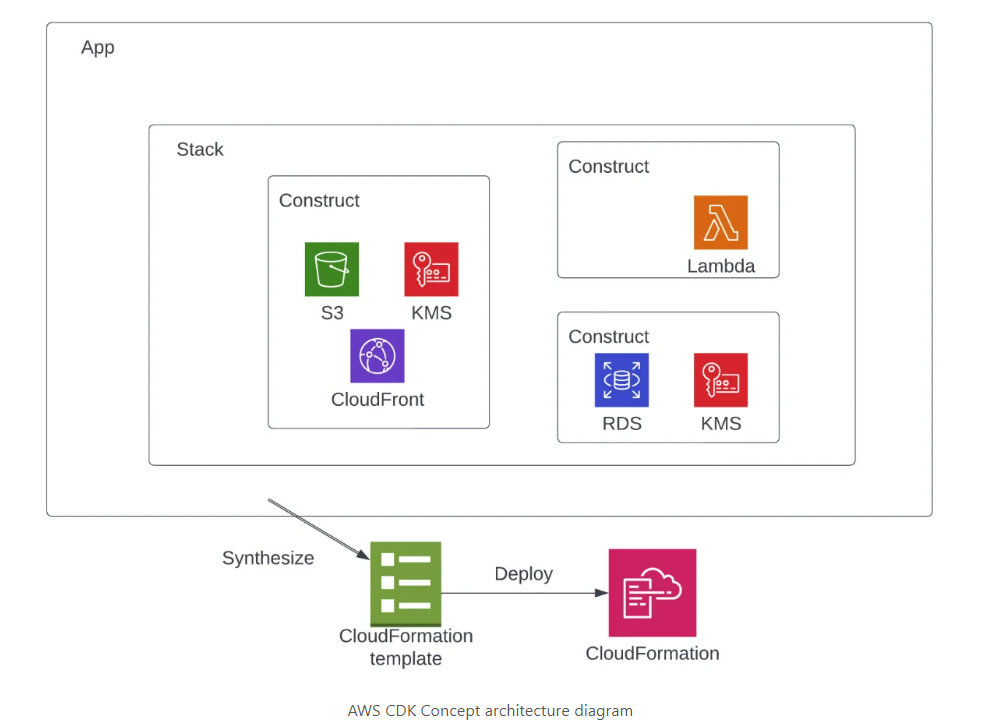 App
Stack
Construct
S3
KMS
CloudFront
Construct
Lambda
Construct
RDS
KMS
Synthesize
Deploy
CloudFormation
template
CloudFormation
AWS CDK Concept architecture diagram